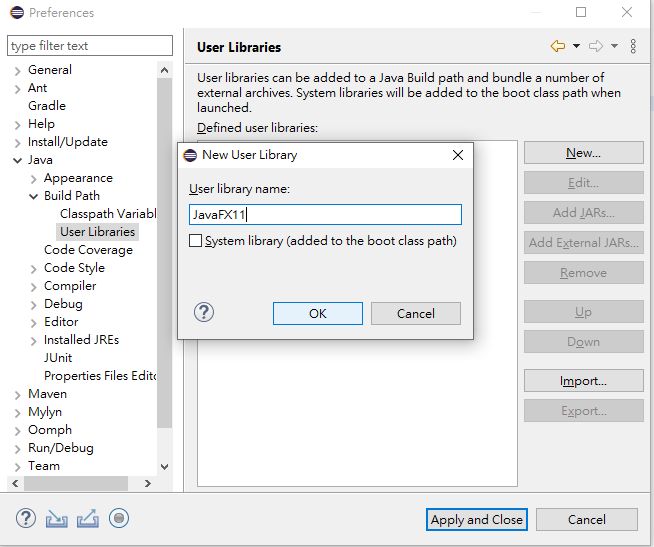 Preferences
type filter text
General
Ant
Gradle
Help
Install/Update
Java
Appearance
Build Path
Classpath Variabl
User Libraries
Code Coverage
Code Style
Compiler
Debug
Editor
Installed JREs
JUnit
Properties Files Edito
Maven
Mylyn
Oomph
Run/Debug
Team
User Libraries
User libraries can be added to a Java Build path and bundle a number of
external archives. System libraries will be added to the boot class path when
launched.
Defined user libraries:
New...
Edit...
Add JARs...
Add External JARs...
Remove
Up
Down
Import...
Export...
New User Library
User library name:
JavaFX11
System library (added to the boot class path)
?
OK
Cancel
?
Apply and Close
Cancel